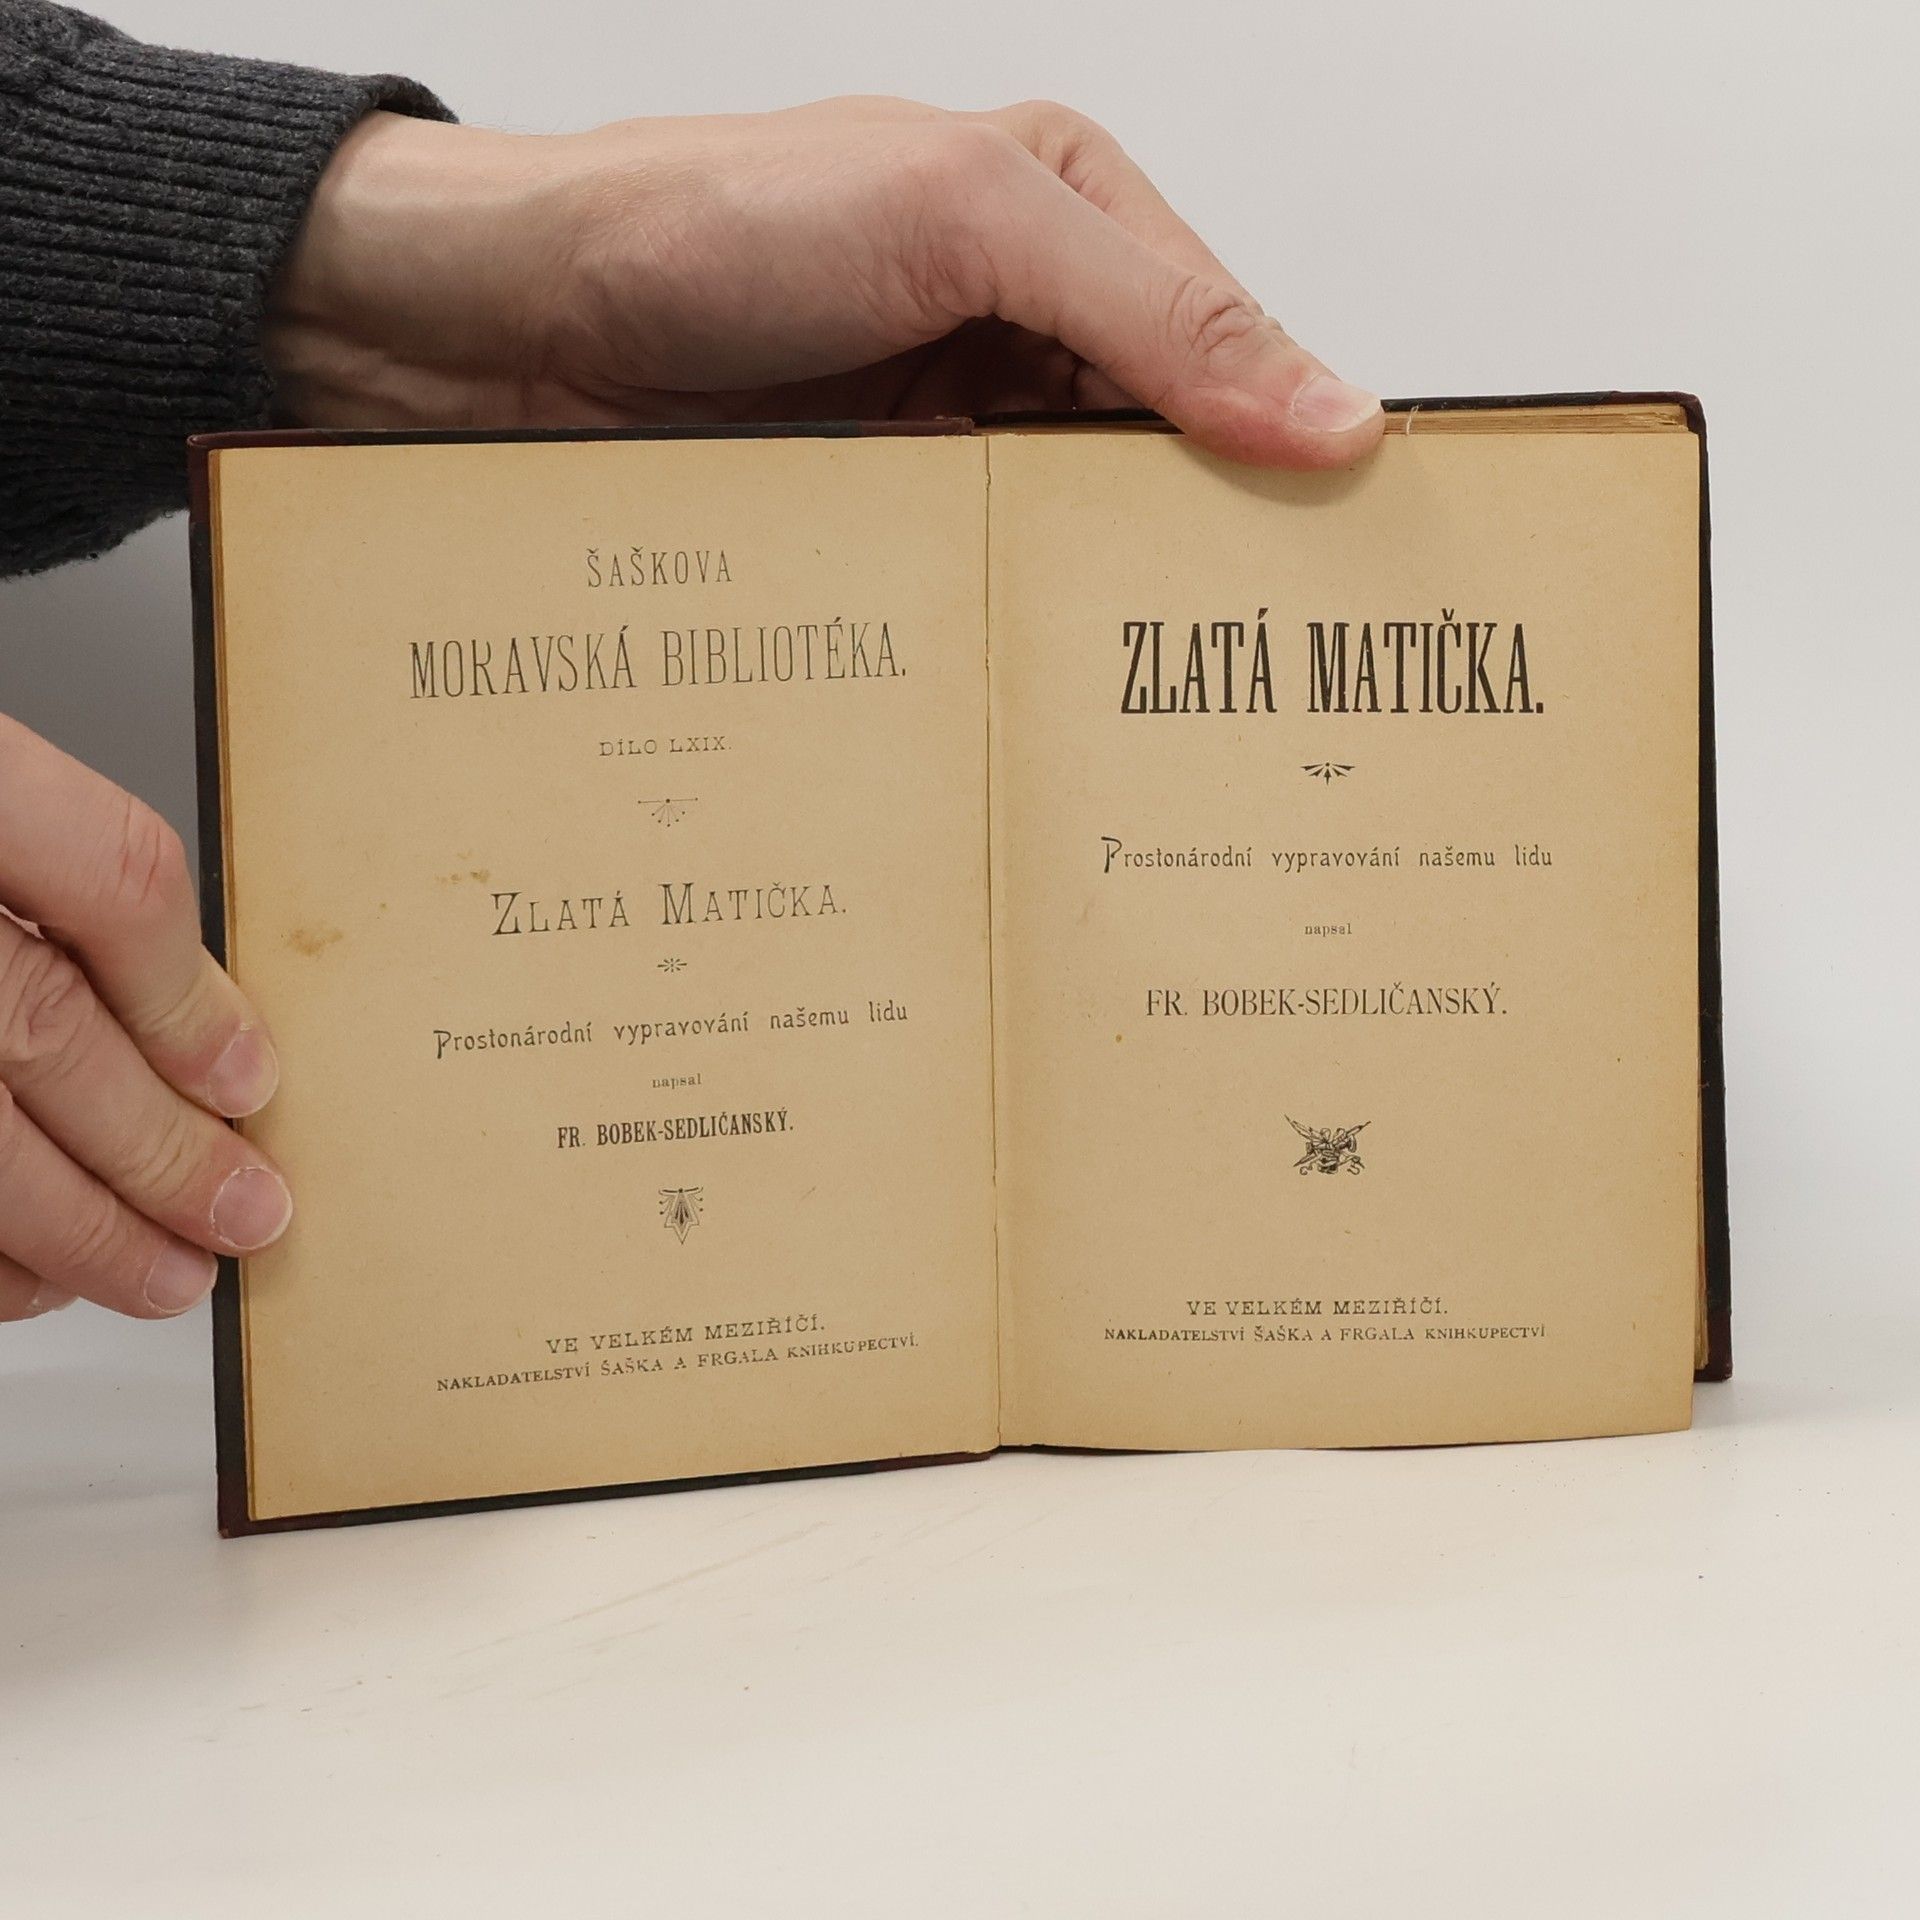 ŠAŠKOVA
MORAVSKÁ BIBLIOTÉKA.
DÍLO LXIX.
ZLATÁ MATIČKA.
Prostonárodní vypravování našemu lidu
napsal
FR. BOBEK-SEDLIČANSKÝ.
VE VELKÉM MEZIŘÍČÍ.
NAKLADATELSTVÍ ŠAŠKA A FRGALA KNIHKUPECTVÍ.
ZLATÁ MATIČKA.
Prostonárodní vypravování našemu lidu
napsal
FR. BOBEK-SEDLIČANSKÝ.
VE VELKÉM MEZIŘÍČÍ.
NAKLADATELSTVÍ ŠAŠKA A FRGALA KNIHKUPECTVÍ